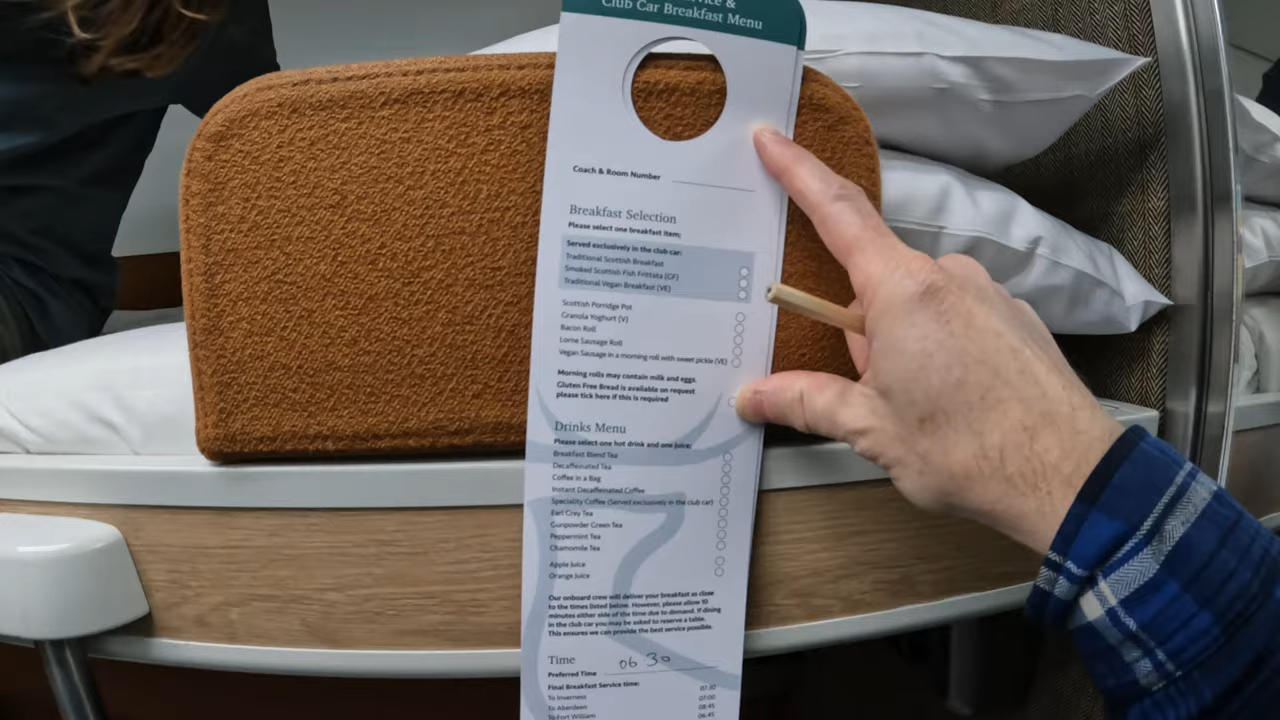 Club Car Breakfast Menu
Coach & Room Number
Breakfast Selection
Please select one breakfast item:
Served exclusively in the club car:
Traditional Scottish Breakfast
Smoked Scottish Fish Frittata (GF)
Traditional Vegan Breakfast (VE)
Scottish Porridge Pot
Granola Yoghurt (V)
Bacon Roll
Lorne Sausage Roll
Vegan Sausage in a morning roll with sweet pickle (VE)
Morning rolls may contain milk and eggs.
Gluten Free Bread is available on request
please tick here if this is required
Drinks Menu
Please select one hot drink and one juice:
Breakfast Blend Tea
Decaffeinated Tea
Coffee in a Bag
Instant Decaffeinated Coffee
Speciality Coffee (Served exclusively in the club car)
Earl Grey Tea
Gunpowder Green Tea
Peppermint Tea
Chamomile Tea
Apple Juice
Orange Juice
Our onboard crew will deliver your breakfast as close
to the times listed below. However, please allow 10
minutes either side of the time due to demand. If dining
in the club car you may be asked to reserve a table.
This ensures we can provide the best service possible.
Time
Preferred Time 06 30
Final Breakfast Service time:
07:30
To Inverness 07:00
To Aberdeen 08:45
To Fort William 06:45